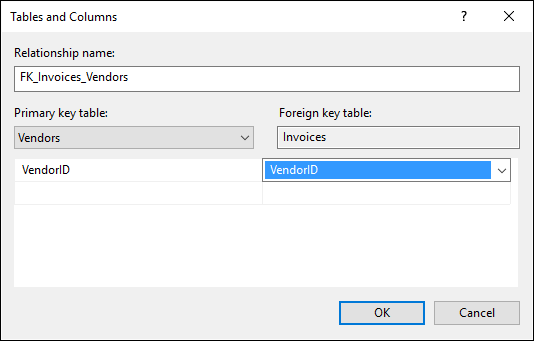 Tables and Columns
Relationship name:
FK_Invoices_Vendors
Primary key table: Foreign key table:
Vendors Invoices
VendorID VendorID
OK Cancel